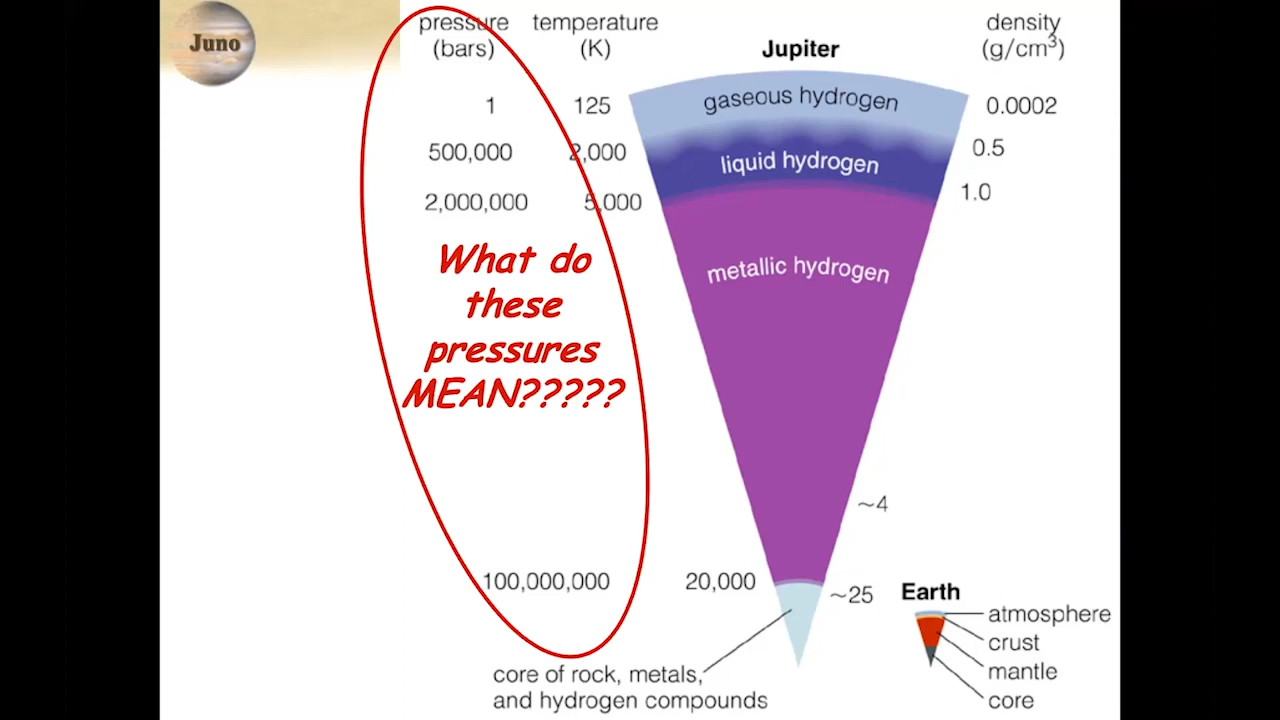 Juno
pressure temperature density
(bars) (K) Jupiter (g/cm³)
gaseous hydrogen
1 125 0.0002
500,000 2,000 liquid hydrogen 0.5
2,000,000 5,000 1.0
What do
these
metallic hydrogen
pressures
MEAN?????
~4
100,000,000 20,000 ~25 Earth
atmosphere
crust
mantle
core
core of rock, metals,
and hydrogen compounds